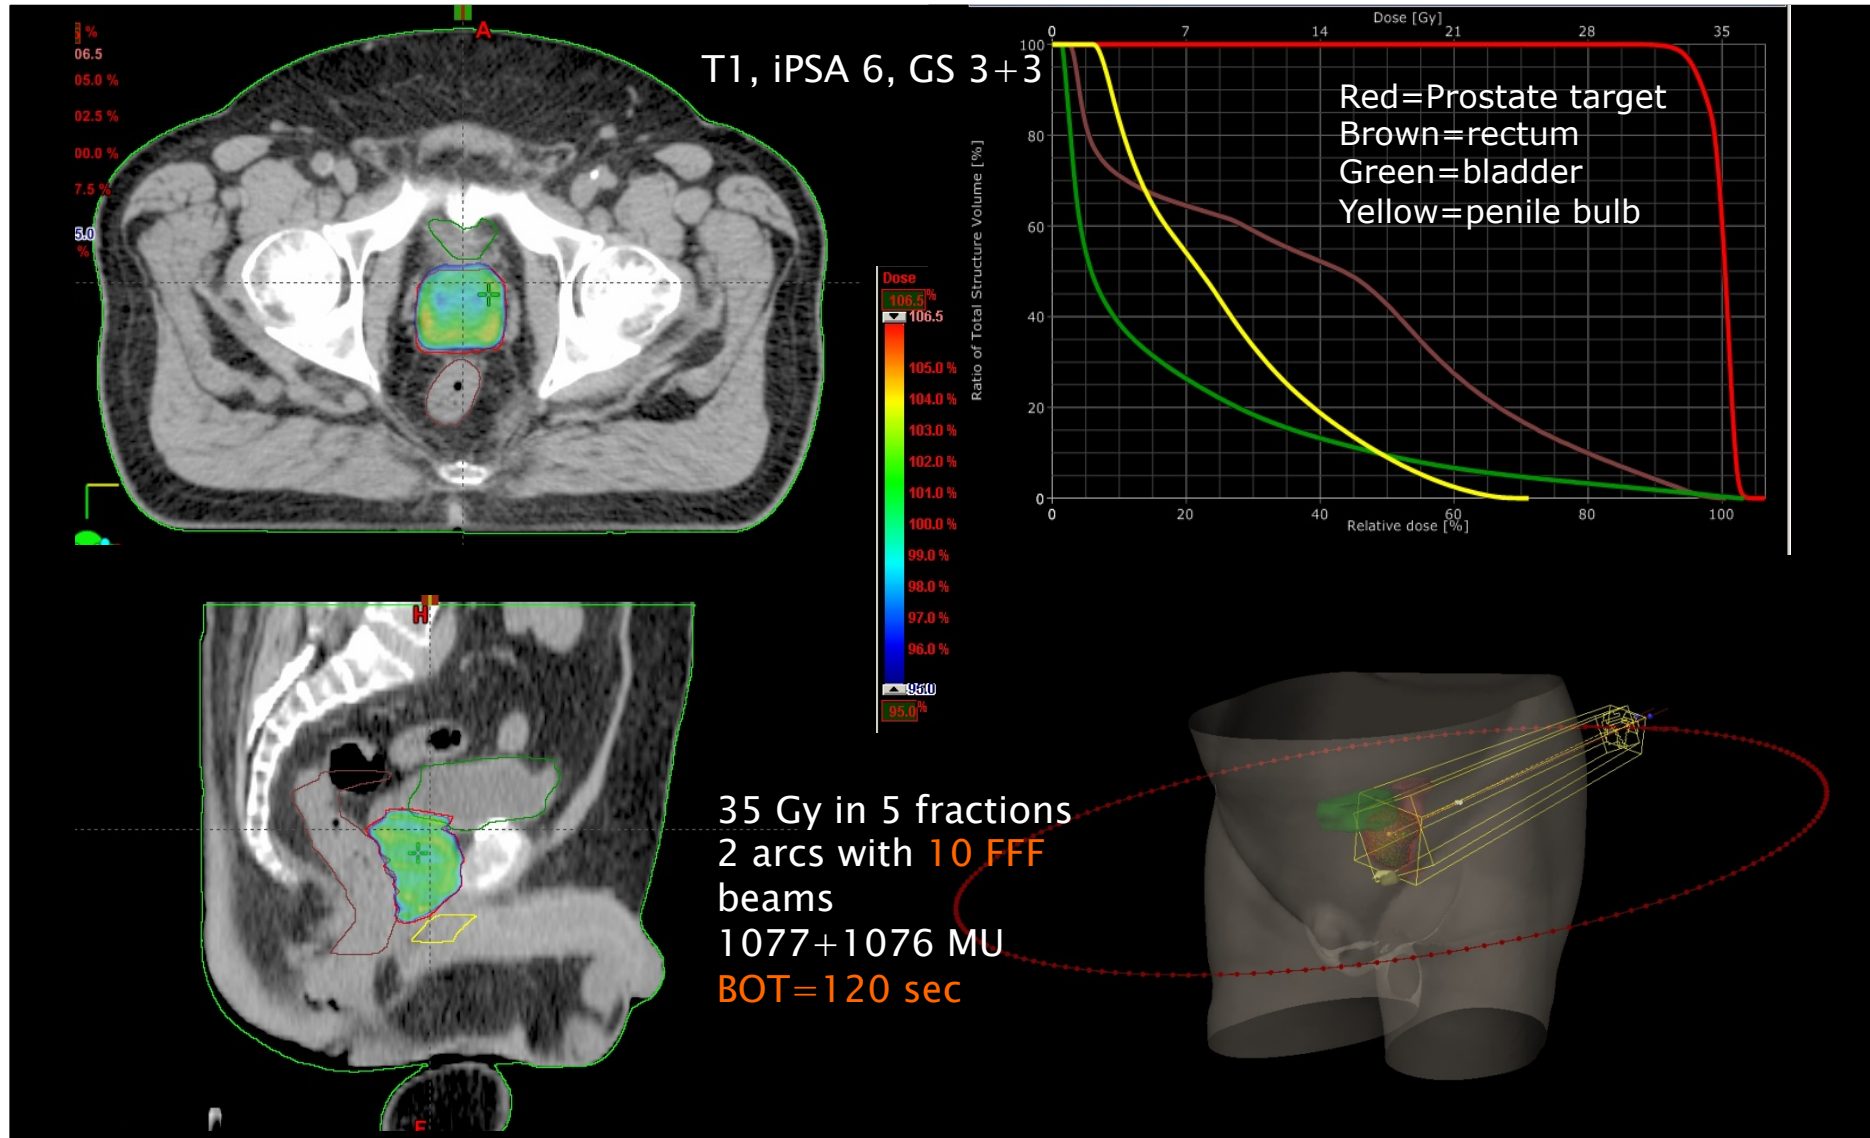 A
%
06.5
05.0 %
02.5 %
00.0 %
7.5 %
5.0
%
T1, iPSA 6, GS 3+3
Dose [Gy]
0 7 14 21 28 35
100
80
60
40
20
0
Ratio of Total Structure Volume [%]
Red=Prostate target
Brown=rectum
Green=bladder
Yellow=penile bulb
0 20 40 60 80 100
Relative dose [%]
Dose
106.5 %
106.5
105.0 %
104.0 %
103.0 %
102.0 %
101.0 %
100.0 %
99.0 %
98.0 %
97.0 %
96.0 %
95.0
95.0 %
H
35 Gy in 5 fractions
2 arcs with 10 FFF
beams
1077+1076 MU
BOT=120 sec
F